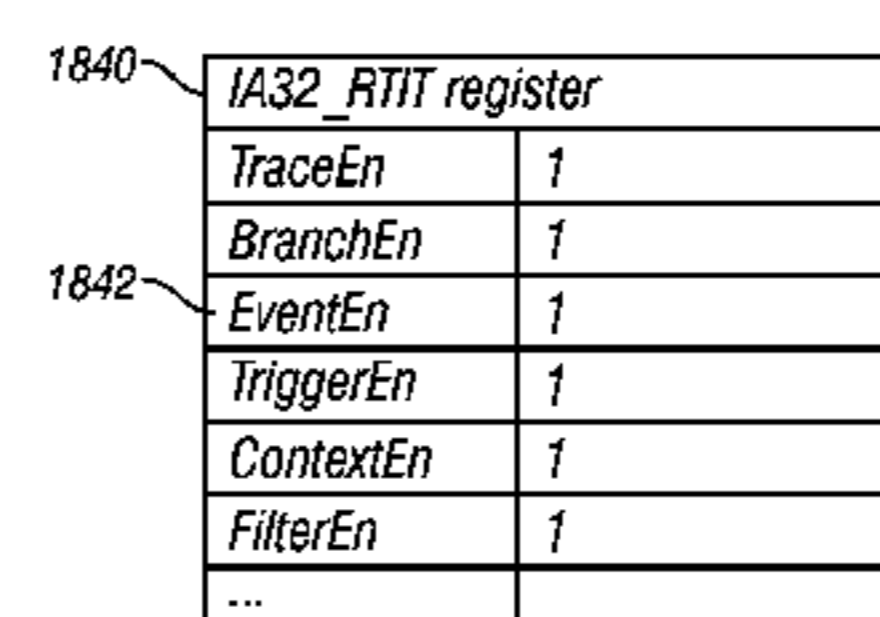 1840 IA32_RTIT register
TraceEn 1
BranchEn 1
1842 EventEn 1
TriggerEn 1
ContextEn 1
FilterEn 1
...